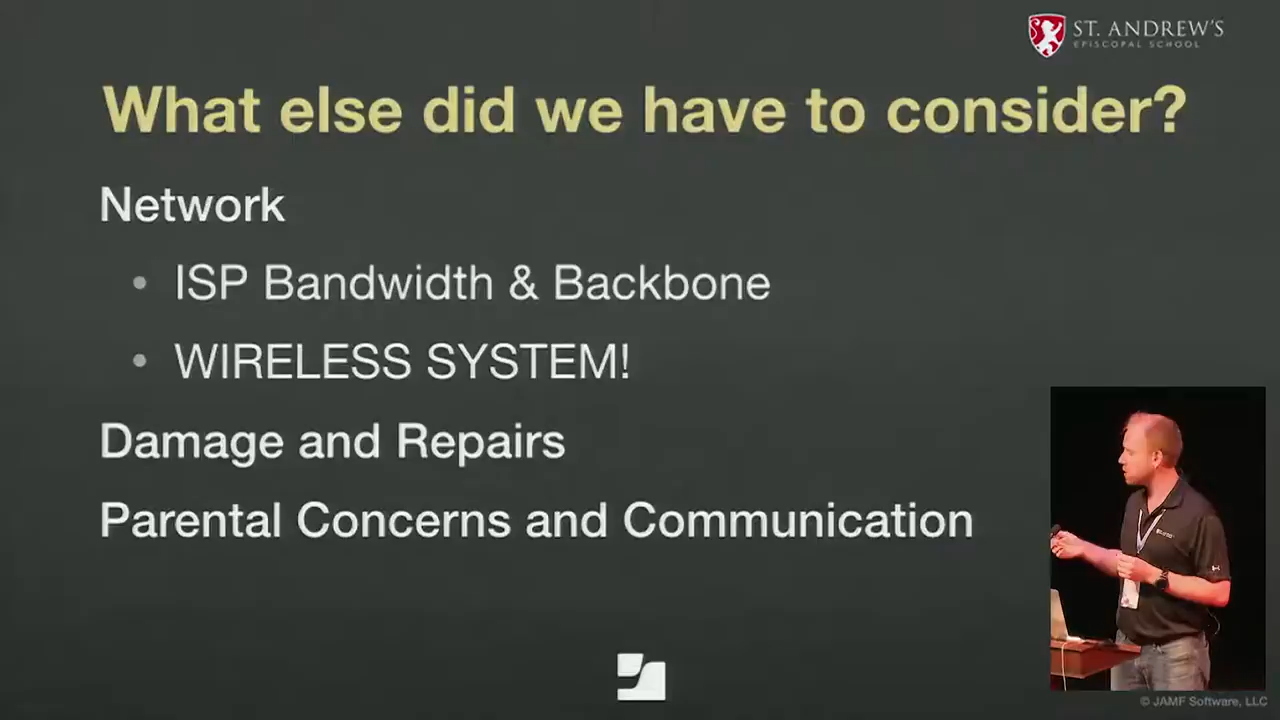 ST. ANDREW'S
EPISCOPAL SCHOOL
What else did we have to consider?
Network
• ISP Bandwidth & Backbone
• WIRELESS SYSTEM!
Damage and Repairs
Parental Concerns and Communication
© JAMF Software, LLC